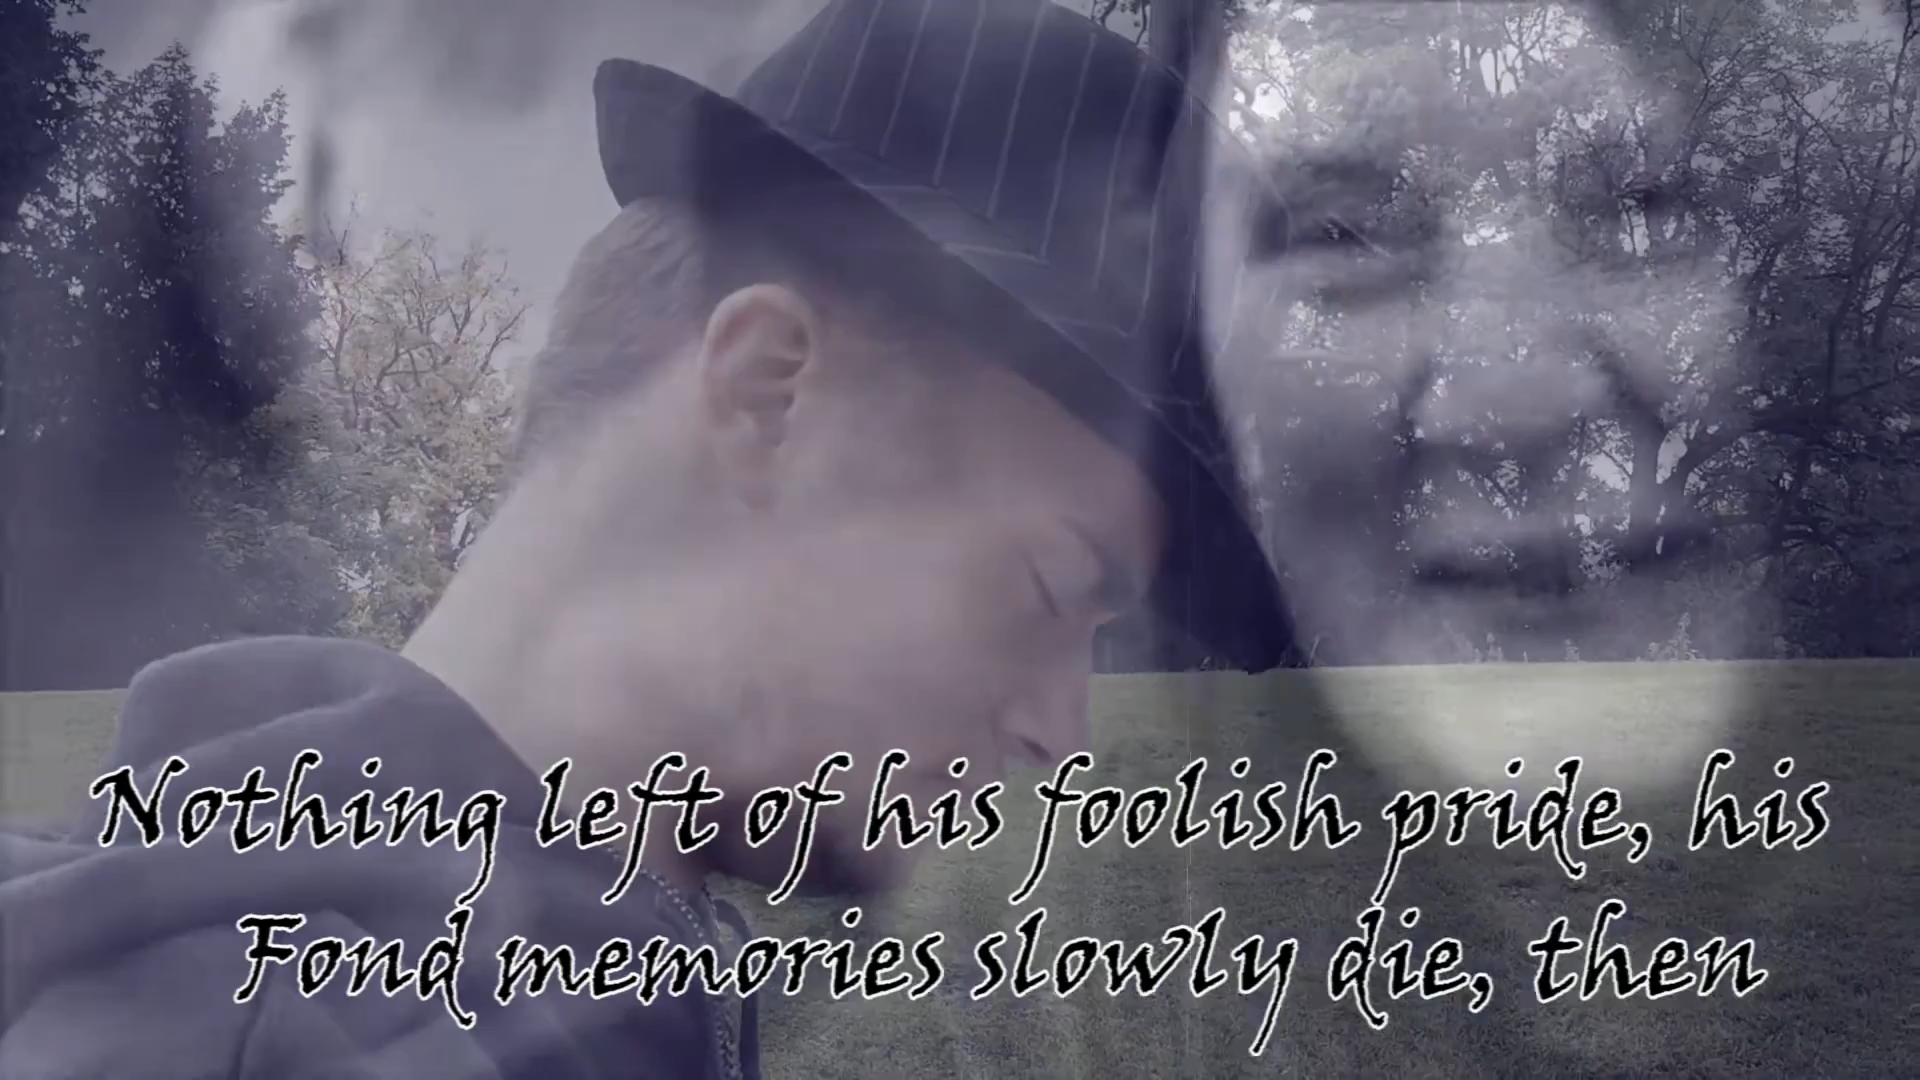 Nothing left of his foolish pride, his
Fond memories slowly die, then